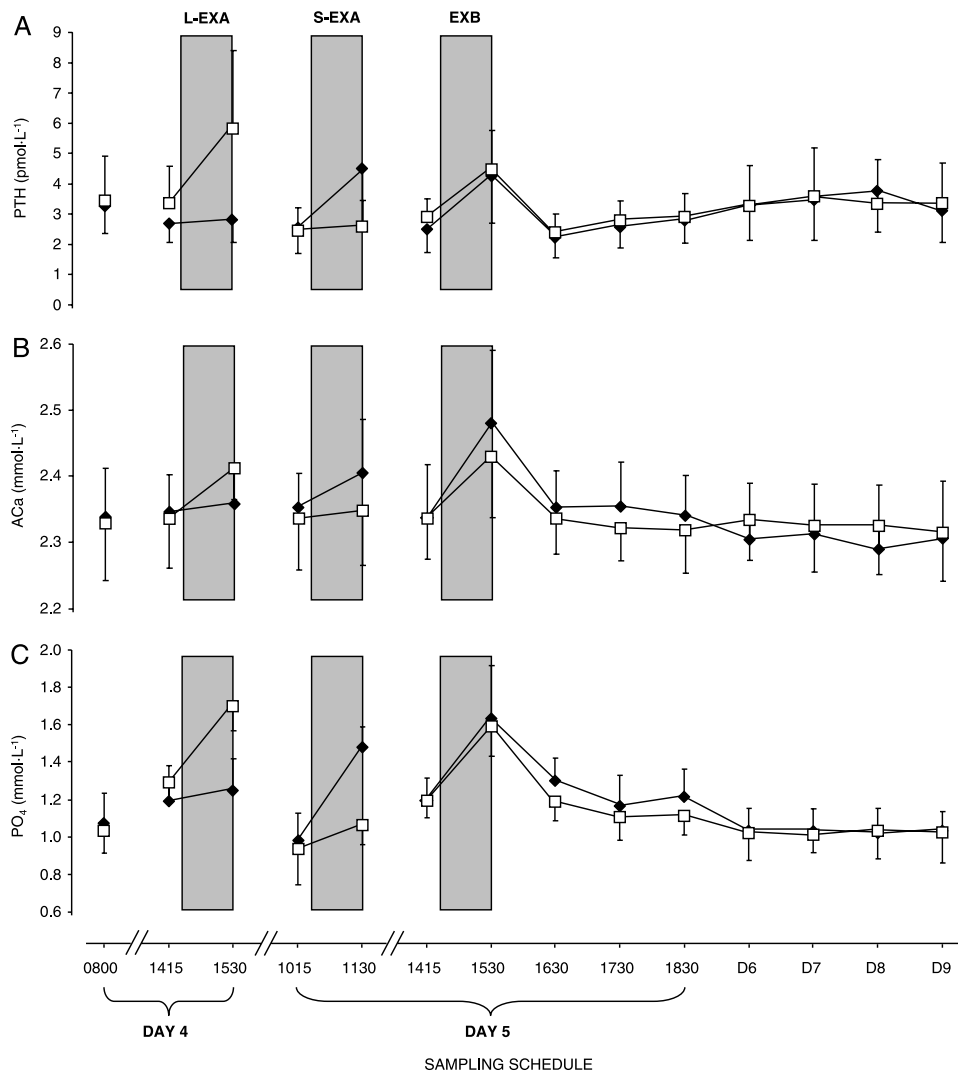 L-EXA S-EXA EXB
A
9
8
7
6
5
4
3
2
1
0
PTH (pmol·L⁻¹)
B
2.6
2.5
2.4
2.3
2.2
ACa (mmol·L⁻¹)
C
2.0
1.8
1.6
1.4
1.2
1.0
0.8
0.6
PO₄ (mmol·L⁻¹)
0800 1415 1530 1015 1130 1415 1530 1630 1730 1830 D6 D7 D8 D9
DAY 4 DAY 5
SAMPLING SCHEDULE